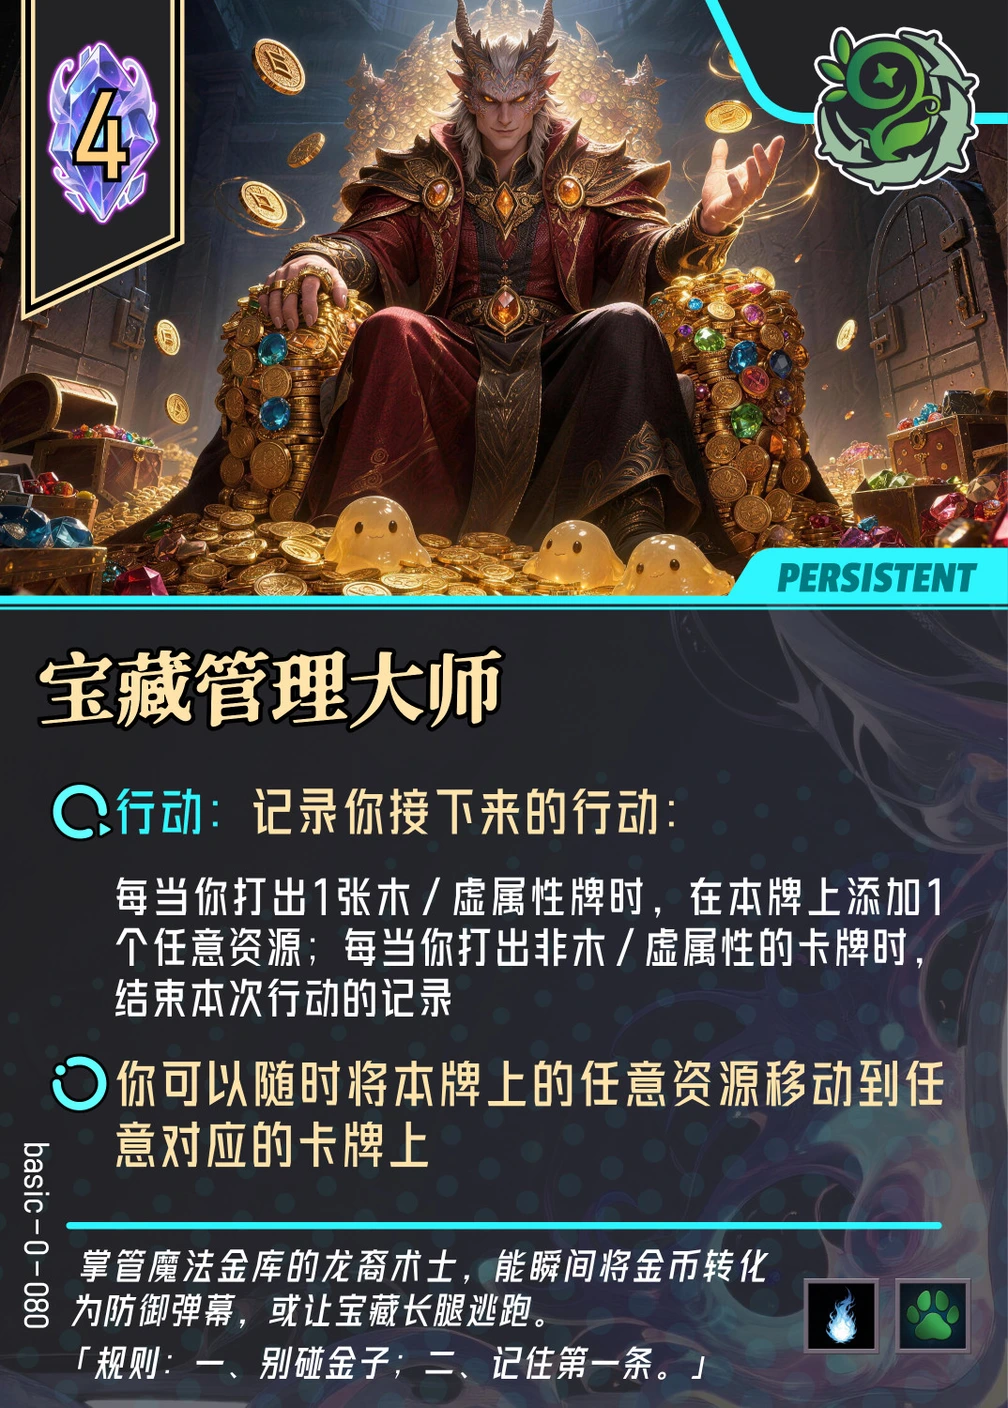 4
PERSISTENT
宝藏管理大师
行动：记录你接下来的行动：
每当你打出1张木/虚属性牌时，在本牌上添加1
个任意资源；每当你打出非木/虚属性的卡牌时，
结束本次行动的记录
你可以随时将本牌上的任意资源移动到任
意对应的卡牌上
basic-0-080
掌管魔法金库的龙裔术士，能瞬间将金币转化
为防御弹幕，或让宝藏长腿逃跑。
「规则：一、别碰金子；二、记住第一条。」